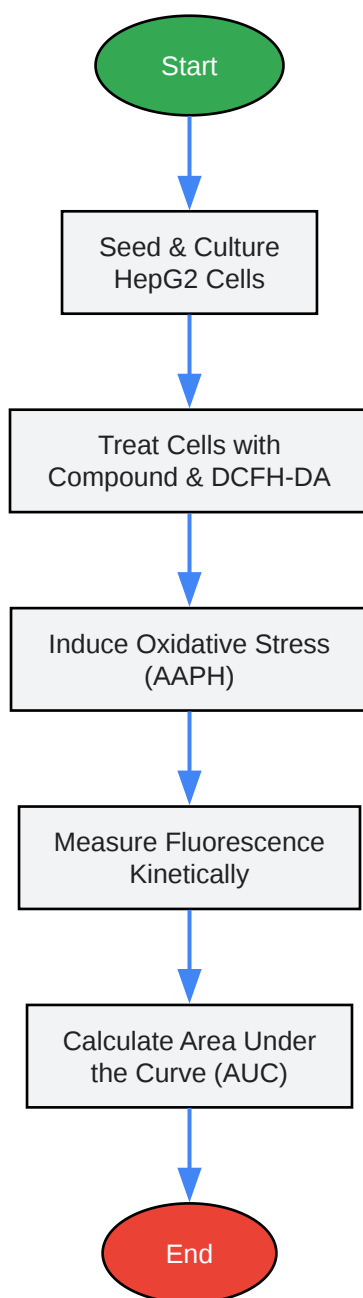 Start
Seed & Culture
HepG2 Cells
Treat Cells with
Compound & DCFH-DA
Induce Oxidative Stress
(AAPH)
Measure Fluorescence
Kinetically
Calculate Area Under
the Curve (AUC)
End